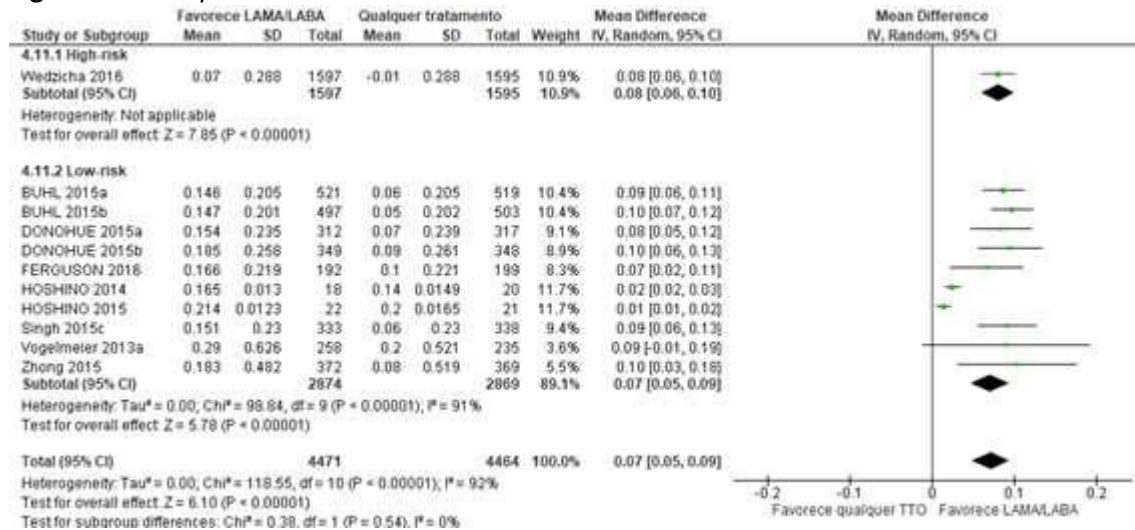 Favorece LAMA/LABA Qualquer tratamento Mean Difference Mean Difference
Study or Subgroup Mean SD Total Mean SD Total Weight IV, Random, 95% CI IV, Random, 95% CI
4.11.1 High-risk
Wedzicha 2016 0.07 0.288 1597 -0.01 0.288 1595 10.9% 0.08 [0.06, 0.10]
Subtotal (95% CI) 1597 1595 10.9% 0.08 [0.06, 0.10]
Heterogeneity: Not applicable
Test for overall effect: Z = 7.85 (P < 0.00001)
4.11.2 Low-risk
BUHL 2015a 0.146 0.205 521 0.06 0.205 519 10.4% 0.09 [0.06, 0.11]
BUHL 2015b 0.147 0.201 497 0.05 0.202 503 10.4% 0.10 [0.07, 0.12]
DONOHUE 2015a 0.154 0.235 312 0.07 0.239 317 9.1% 0.08 [0.05, 0.12]
DONOHUE 2015b 0.185 0.258 349 0.09 0.261 348 8.9% 0.10 [0.06, 0.13]
FERGUSON 2016 0.166 0.219 192 0.1 0.221 199 8.3% 0.07 [0.02, 0.11]
HOSHINO 2014 0.165 0.013 18 0.14 0.0149 20 11.7% 0.02 [0.02, 0.03]
HOSHINO 2015 0.214 0.0123 22 0.2 0.0165 21 11.7% 0.01 [0.01, 0.02]
Singh 2015c 0.151 0.23 333 0.06 0.23 338 9.4% 0.09 [0.06, 0.13]
Vogelmeier 2013a 0.29 0.626 258 0.2 0.521 235 3.6% 0.09 [-0.01, 0.19]
Zhong 2015 0.183 0.482 372 0.08 0.519 369 5.5% 0.10 [0.03, 0.18]
Subtotal (95% CI) 2874 2869 89.1% 0.07 [0.05, 0.09]
Heterogeneity: Tau² = 0.00; Chi² = 98.84, df = 9 (P < 0.00001); I² = 91%
Test for overall effect: Z = 5.78 (P < 0.00001)
Total (95% CI) 4471 4464 100.0% 0.07 [0.05, 0.09]
Heterogeneity: Tau² = 0.00; Chi² = 118.55, df = 10 (P < 0.00001); I² = 92%
Test for overall effect: Z = 6.10 (P < 0.00001)
Test for subgroup differences: Chi² = 0.38, df = 1 (P = 0.54), I² = 0%
-0.2 -0.1 0 0.1 0.2
Favorece qualquer TTO Favorece LAMA/LABA